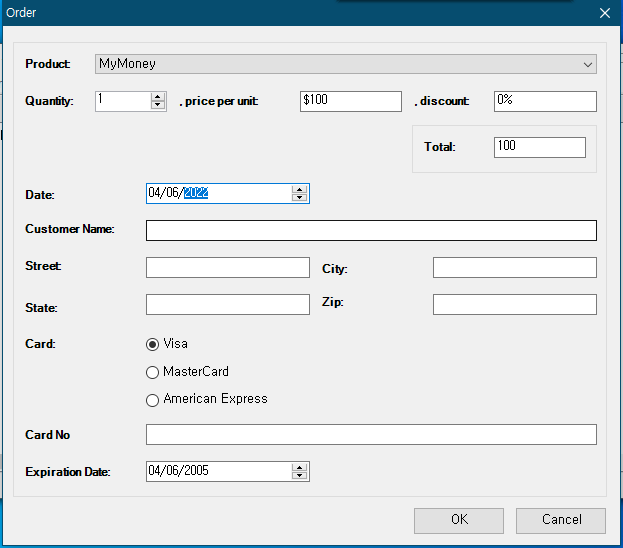 Order
Product: MyMoney
Quantity: 1 , price per unit: $100 , discount: 0%
Total: 100
Date: 04/06/2022
Customer Name:
Street: City:
State: Zip:
Card: Visa
MasterCard
American Express
Card No
Expiration Date: 04/06/2005
OK Cancel